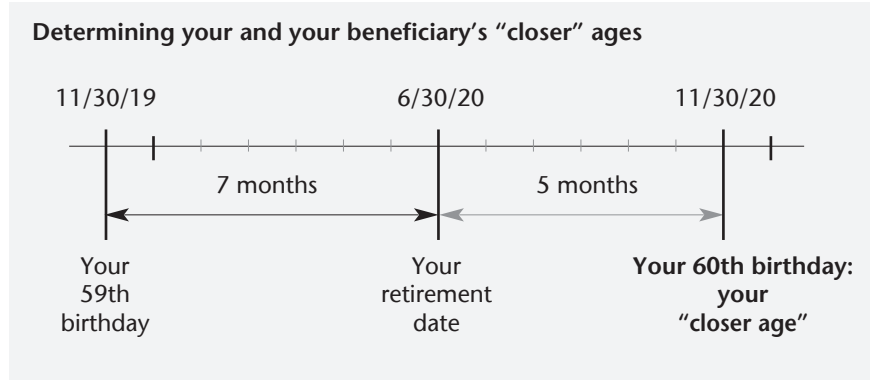 Determining your and your beneficiary’s “closer” ages
11/30/19 6/30/20 11/30/20
7 months 5 months
Your
59th
birthday
Your
retirement
date
Your 60th birthday:
your
“closer age”